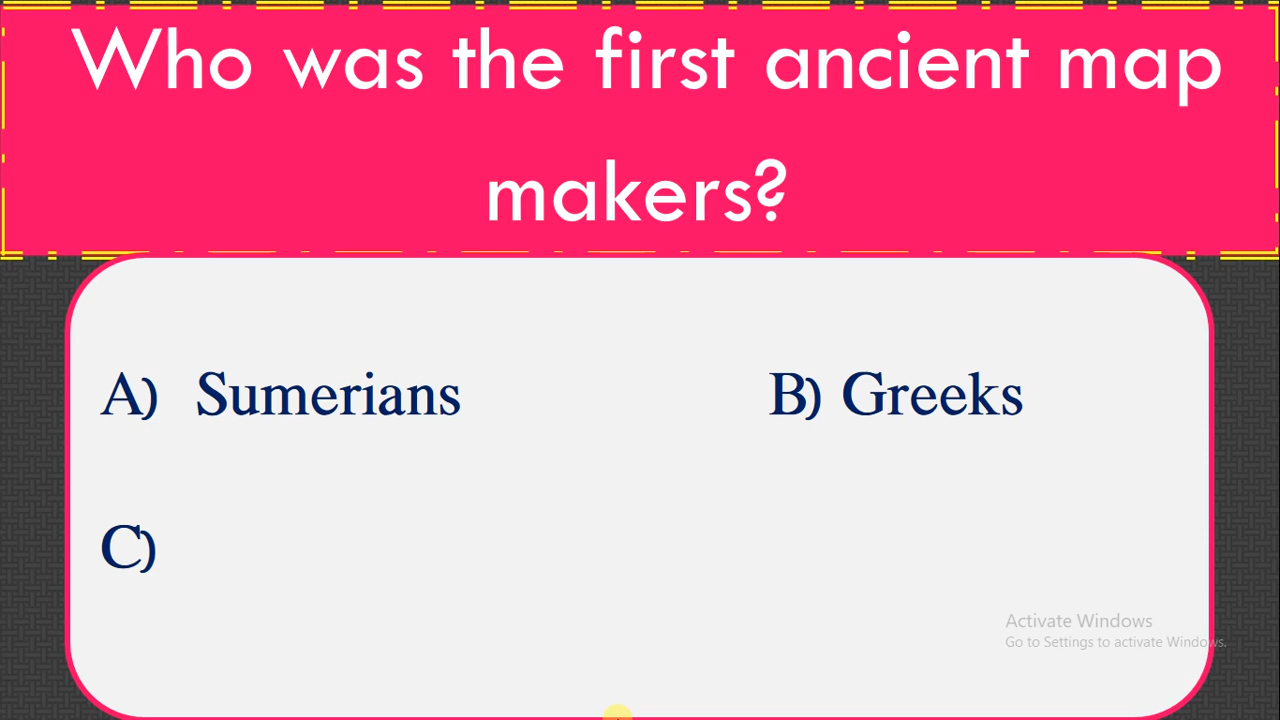 Who was the first ancient map
makers?
A) Sumerians
B) Greeks
C)
Activate Windows
Go to Settings to activate Windows.